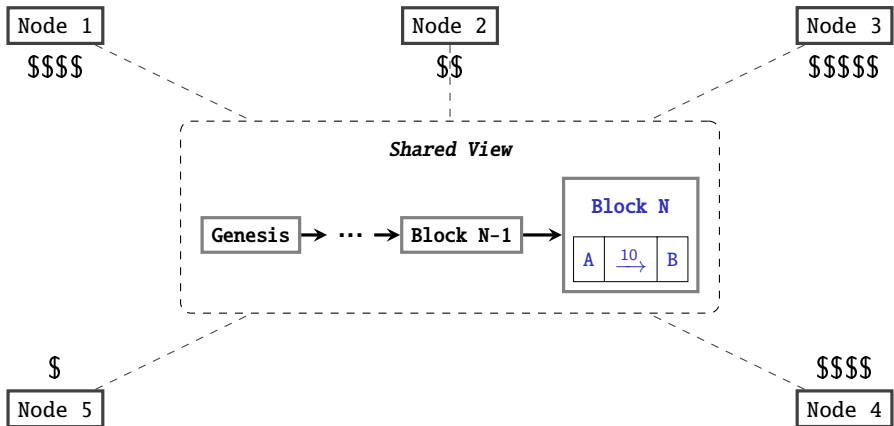 Node 1
Node 2
Node 3
$$$$
$$
$$$$$
Shared View
Genesis
...
Block N-1
Block N
A
10
B
$
$$$$
Node 5
Node 4